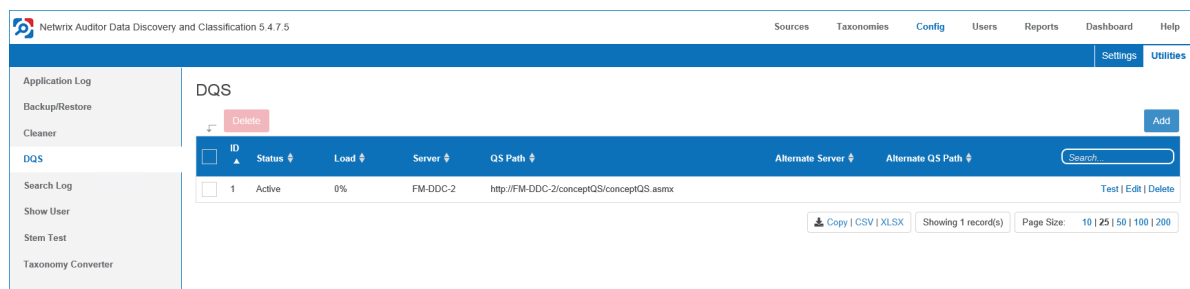 Netwrix Auditor Data Discovery and Classification 5.4.7.5
Sources Taxonomies Config Users Reports Dashboard Help
Settings Utilities
Application Log
Backup/Restore
Cleaner
DQS
Search Log
Show User
Stem Test
Taxonomy Converter
DQS
Delete
Add
ID Status Load Server QS Path Alternate Server Alternate QS Path Search...
1 Active 0% FM-DDC-2 http://FM-DDC-2/conceptQS/conceptQS.asmx Test | Edit | Delete
Copy | CSV | XLSX Showing 1 record(s) Page Size: 10 | 25 | 50 | 100 | 200